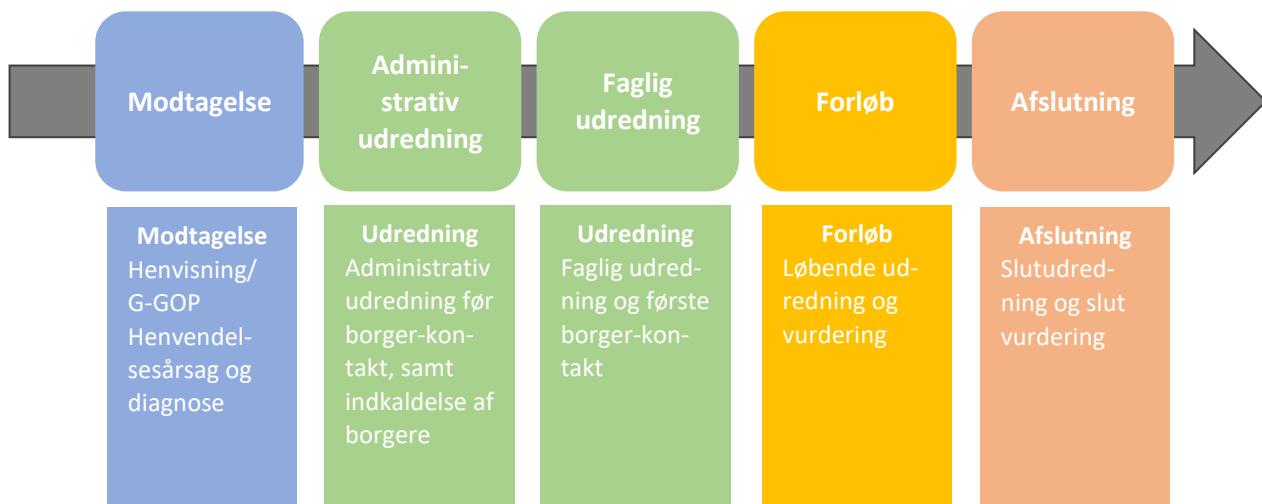 Modtagelse
Admini-
strativ
udredning
Faglig
udredning
Forløb
Afslutning
Modtagelse
Henvisning/
G-GOP
Henvendel-
sesårsag og
diagnose
Udredning
Administrativ
udredning før
borger-kon-
takt, samt
indkaldelse af
borgere
Udredning
Faglig udred-
ning og første
borger-kon-
takt
Forløb
Løbende ud-
redning og
vurdering
Afslutning
Slutudred-
ning og slut
vurdering